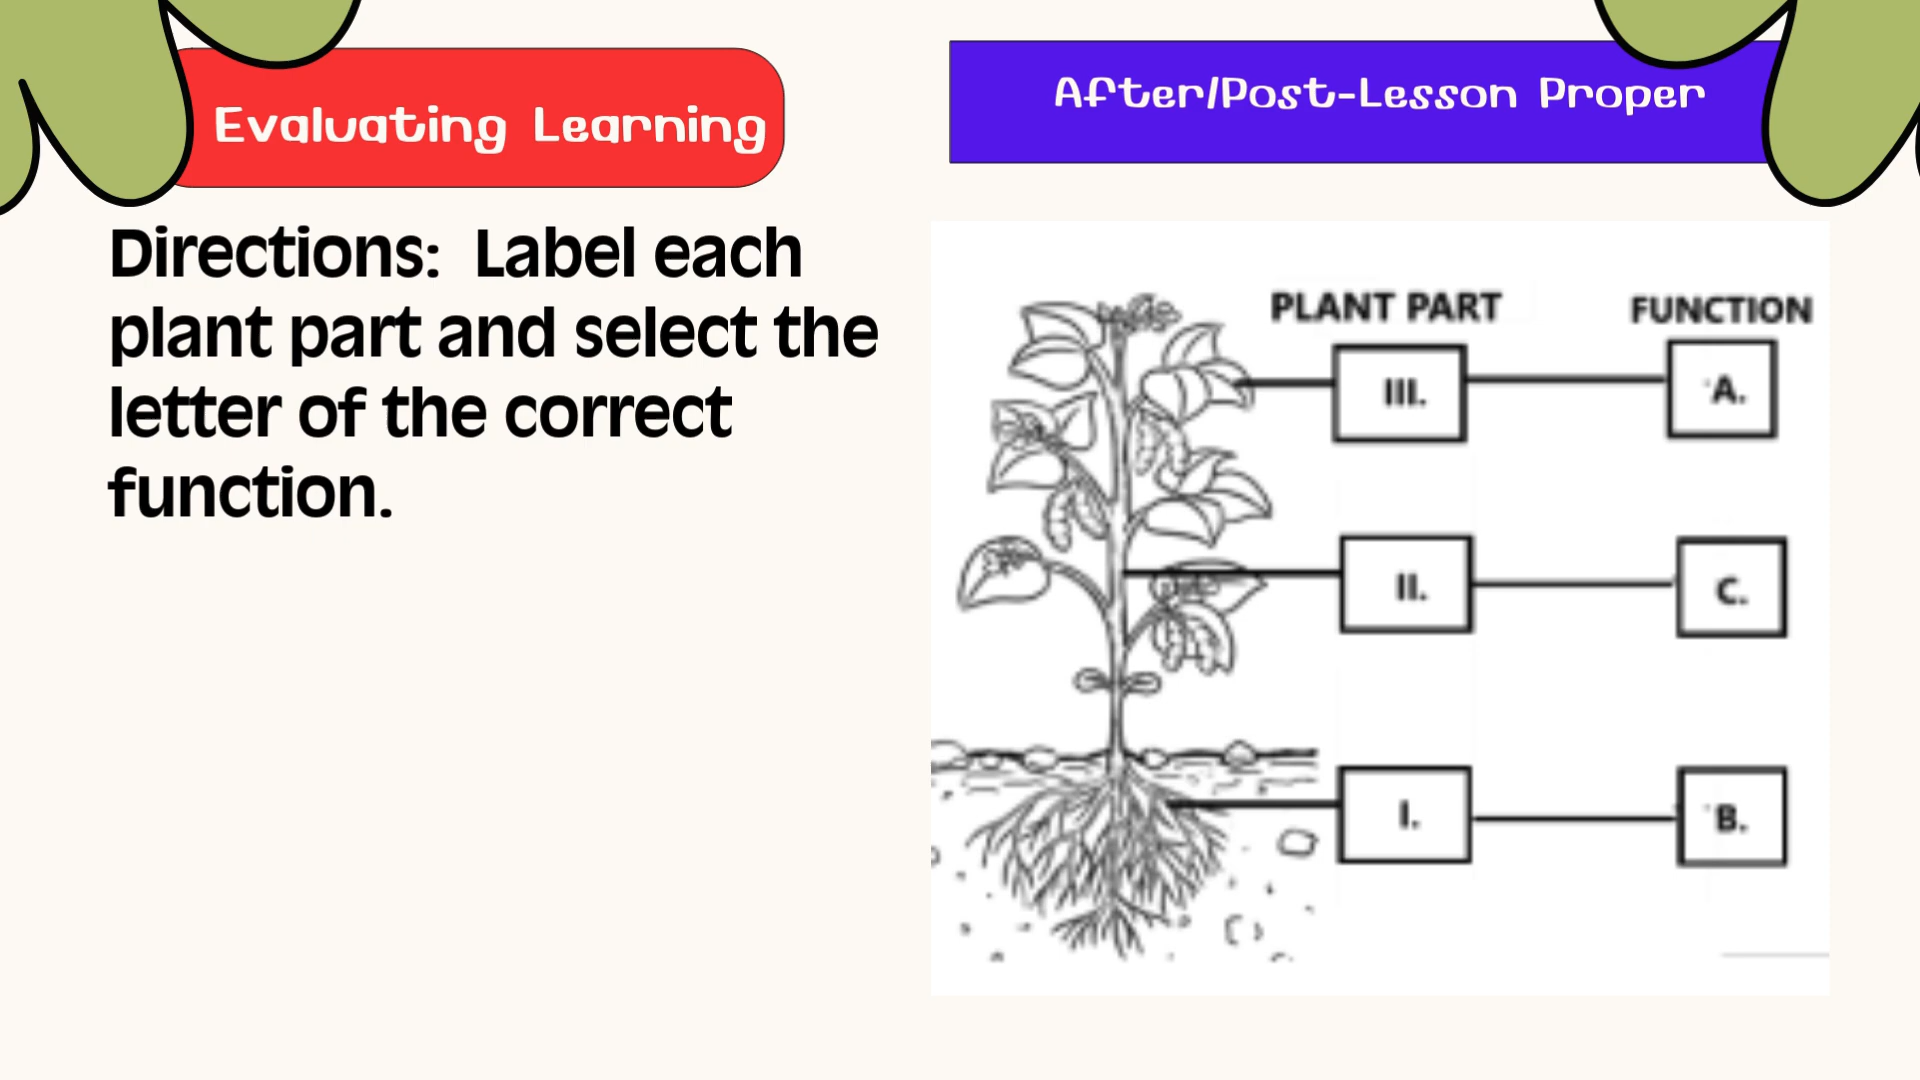 Evaluating Learning
After/Post-Lesson Proper
Directions:  Label each
plant part and select the
letter of the correct
function.
PLANT PART
FUNCTION
III.
A.
II.
C.
I.
B.